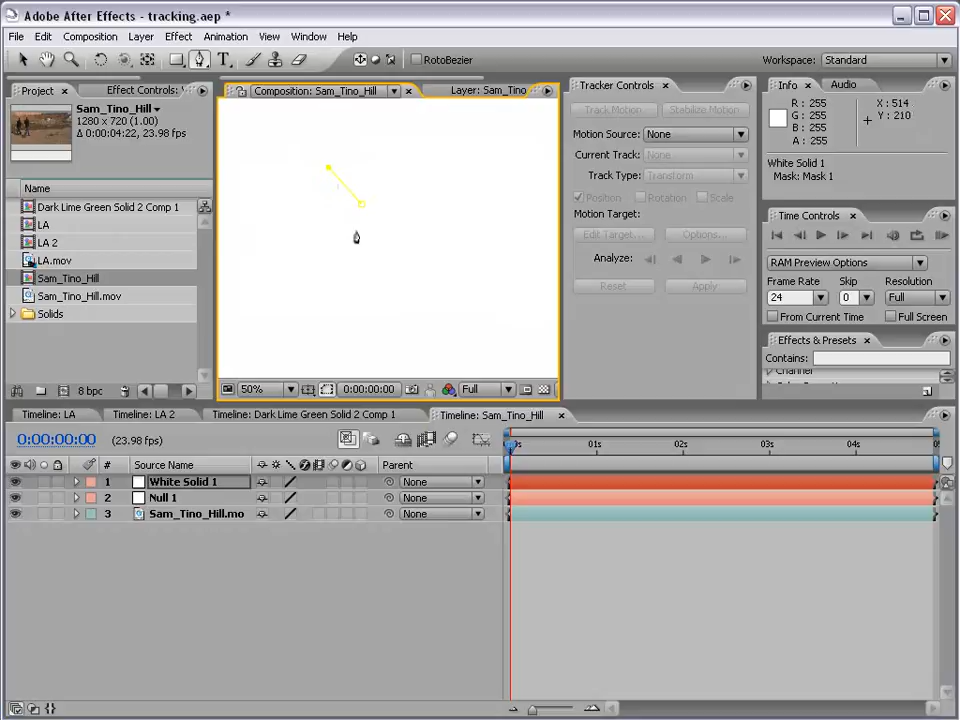 Adobe After Effects - tracking.aep *
File Edit Composition Layer Effect Animation View Window Help
RotoBezier
Workspace: Standard
Project
Effect Controls:
Composition: Sam_Tino_Hill
Layer: Sam_Tino
Tracker Controls
Info
Audio
Sam_Tino_Hill
1280 x 720 (1.00)
Δ 0:00:04:22, 23.98 fps
Name
Dark Lime Green Solid 2 Comp 1
LA
LA 2
LA.mov
Sam_Tino_Hill
Sam_Tino_Hill.mov
Solids
8 bpc
50%
0:00:00:00
Full
Track Motion
Stabilize Motion
Motion Source: None
Current Track: None
Track Type: Transform
Position
Rotation
Scale
Motion Target:
Edit Target...
Options...
Analyze:
Reset
Apply
R: 255
G: 255
B: 255
A: 255
X: 514
Y: 210
White Solid 1
Mask: Mask 1
Time Controls
RAM Preview Options
Frame Rate
Skip
Resolution
24
0
Full
From Current Time
Full Screen
Effects & Presets
Contains:
Channel
Timeline: LA
Timeline: LA 2
Timeline: Dark Lime Green Solid 2 Comp 1
Timeline: Sam_Tino_Hill
0:00:00:00
(23.98 fps)
01s
02s
03s
04s
#
Source Name
Parent
1
White Solid 1
None
2
Null 1
None
3
Sam_Tino_Hill.mo
None